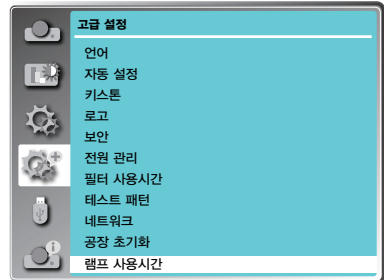 고급 설정
언어
자동 설정
키스톤
로고
보안
전원 관리
필터 사용시간
테스트 패턴
네트워크
공장 초기화
램프 사용시간